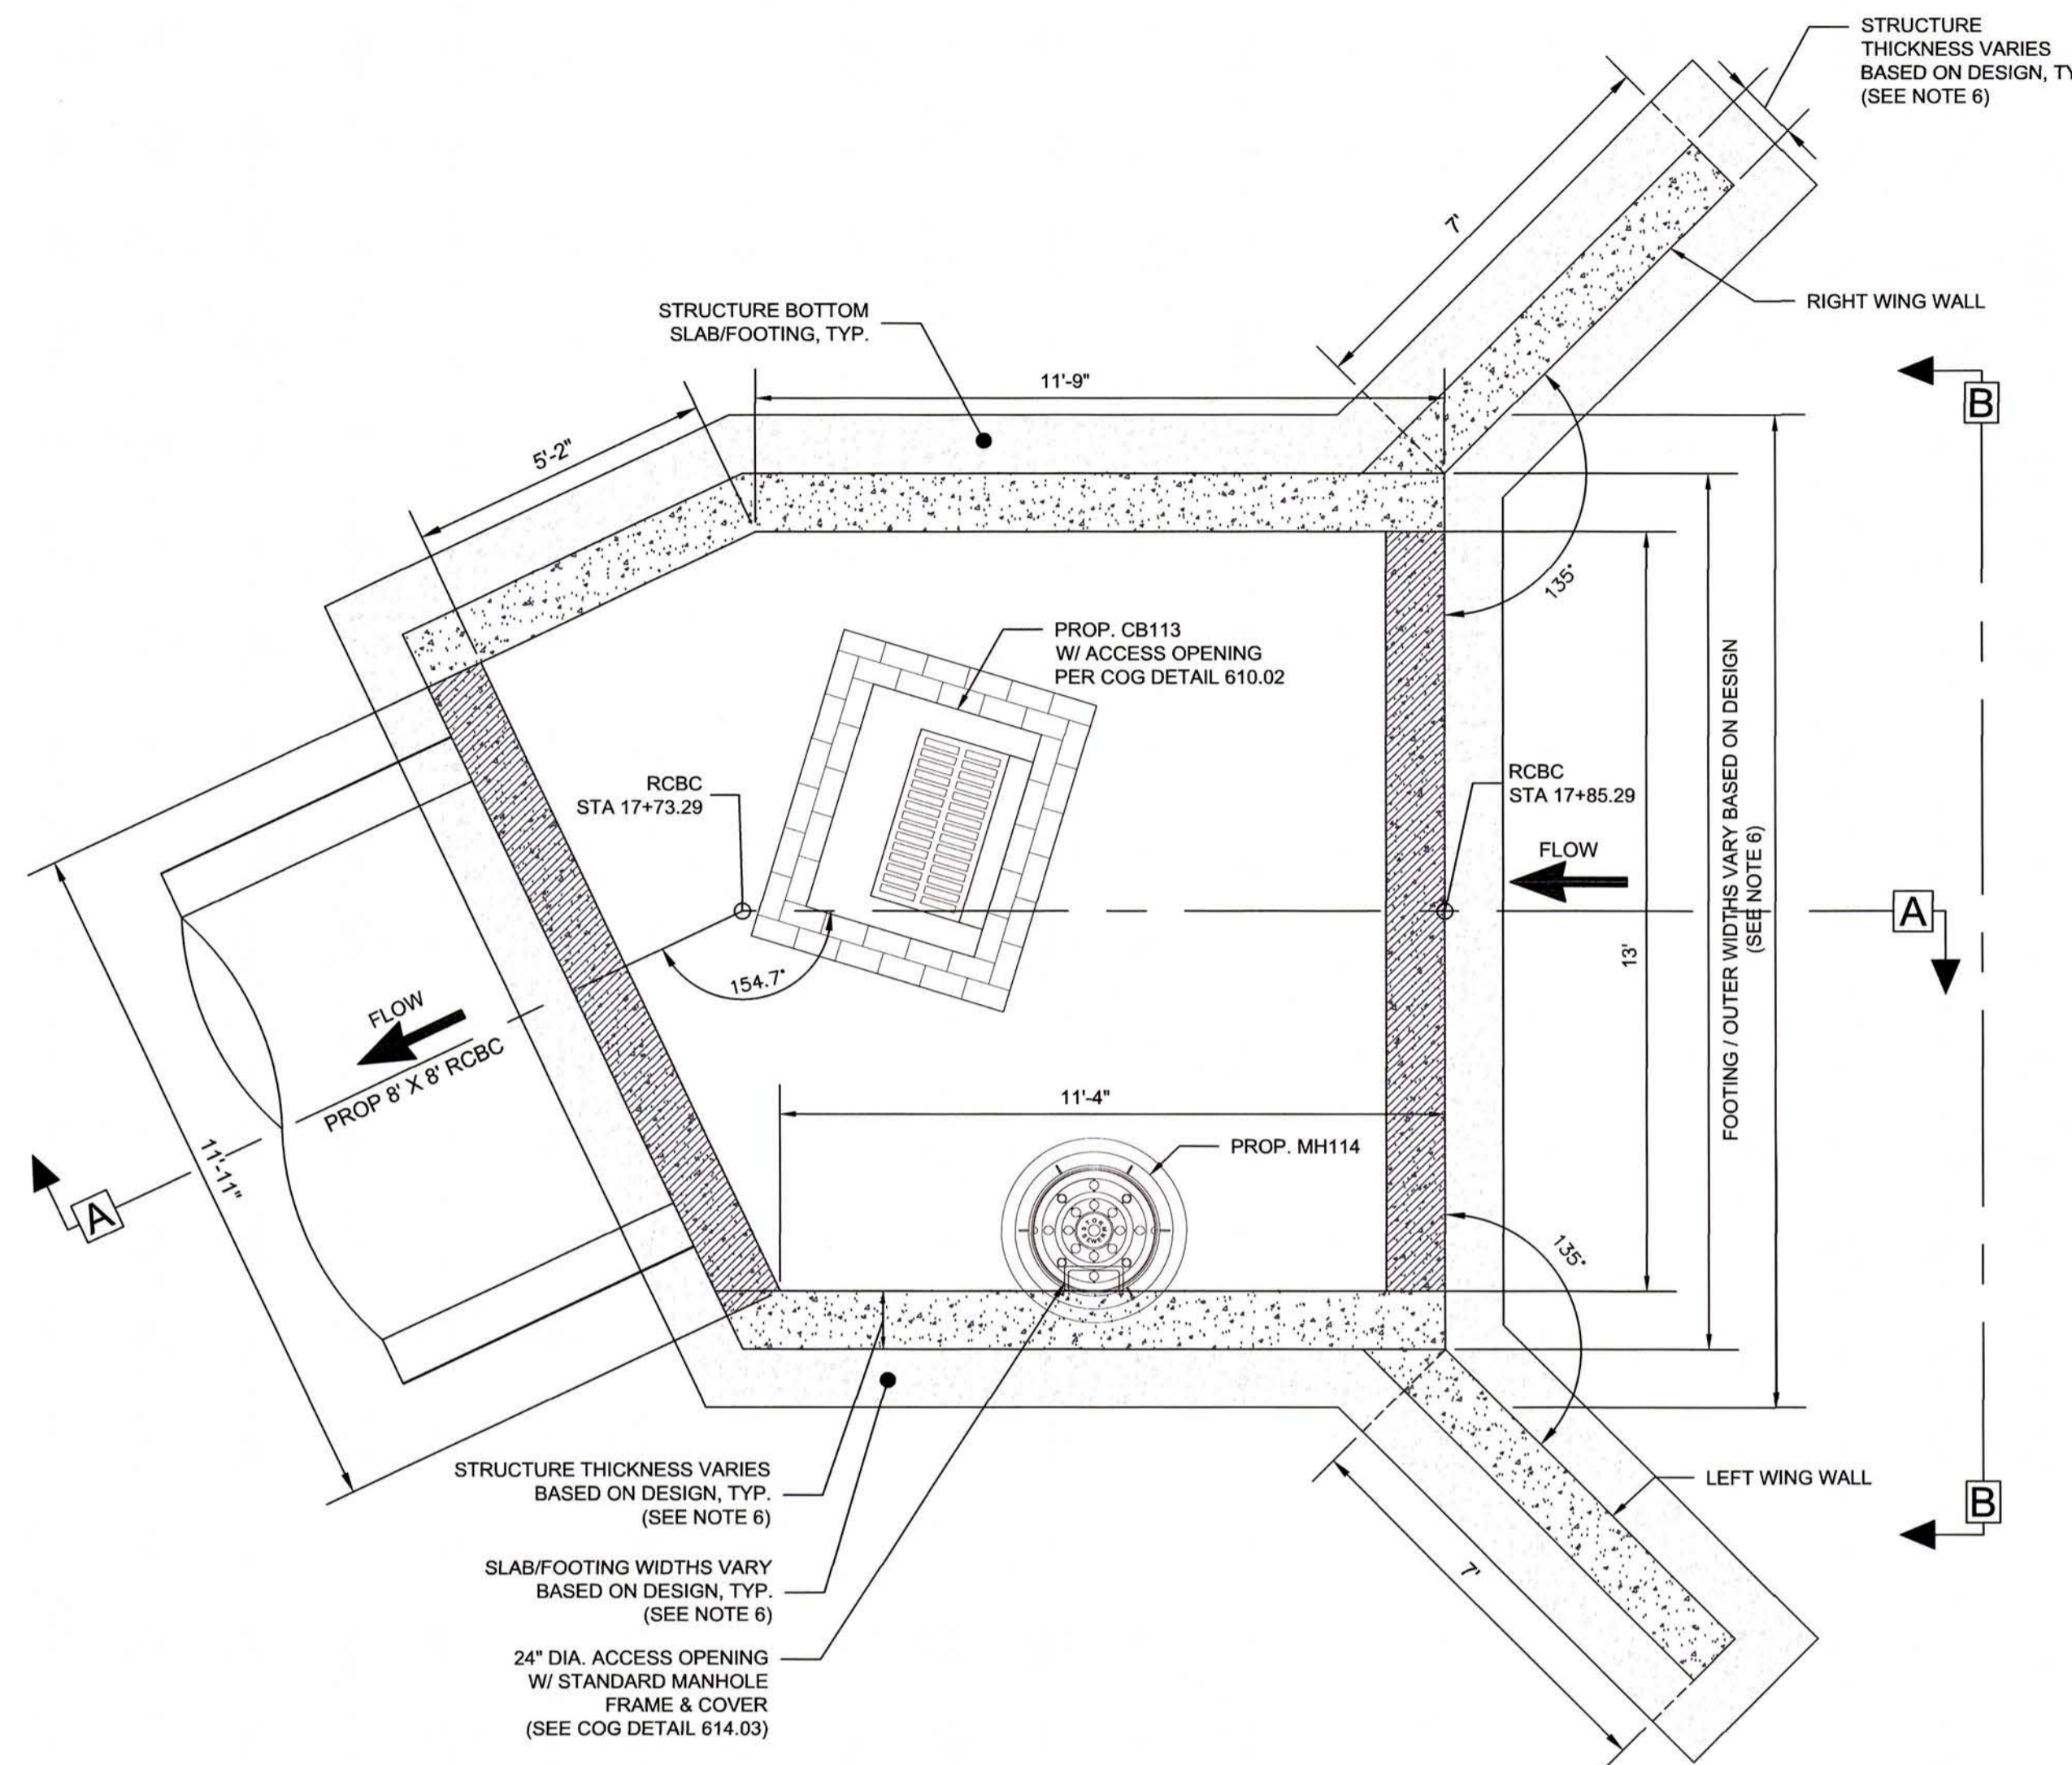 STRUCTURE
THICKNESS VARIES
BASED ON DESIGN, TY
(SEE NOTE 6)
7'
RIGHT WING WALL
STRUCTURE BOTTOM
SLAB/FOOTING, TYP.
11'-9"
B
5'-2"
135°
PROP. CB113
W/ ACCESS OPENING
PER COG DETAIL 610.02
RCBC
STA 17+73.29
RCBC
STA 17+85.29
FLOW
FOOTING / OUTER WIDTHS VARY BASED ON DESIGN
(SEE NOTE 6)
A
13'
154.7°
FLOW
PROP 8' X 8' RCBC
11'-11"
A
11'-4"
PROP. MH114
STORM
SEWER
135°
LEFT WING WALL
B
7'
STRUCTURE THICKNESS VARIES
BASED ON DESIGN, TYP.
(SEE NOTE 6)
SLAB/FOOTING WIDTHS VARY
BASED ON DESIGN, TYP.
(SEE NOTE 6)
24" DIA. ACCESS OPENING
W/ STANDARD MANHOLE
FRAME & COVER
(SEE COG DETAIL 614.03)